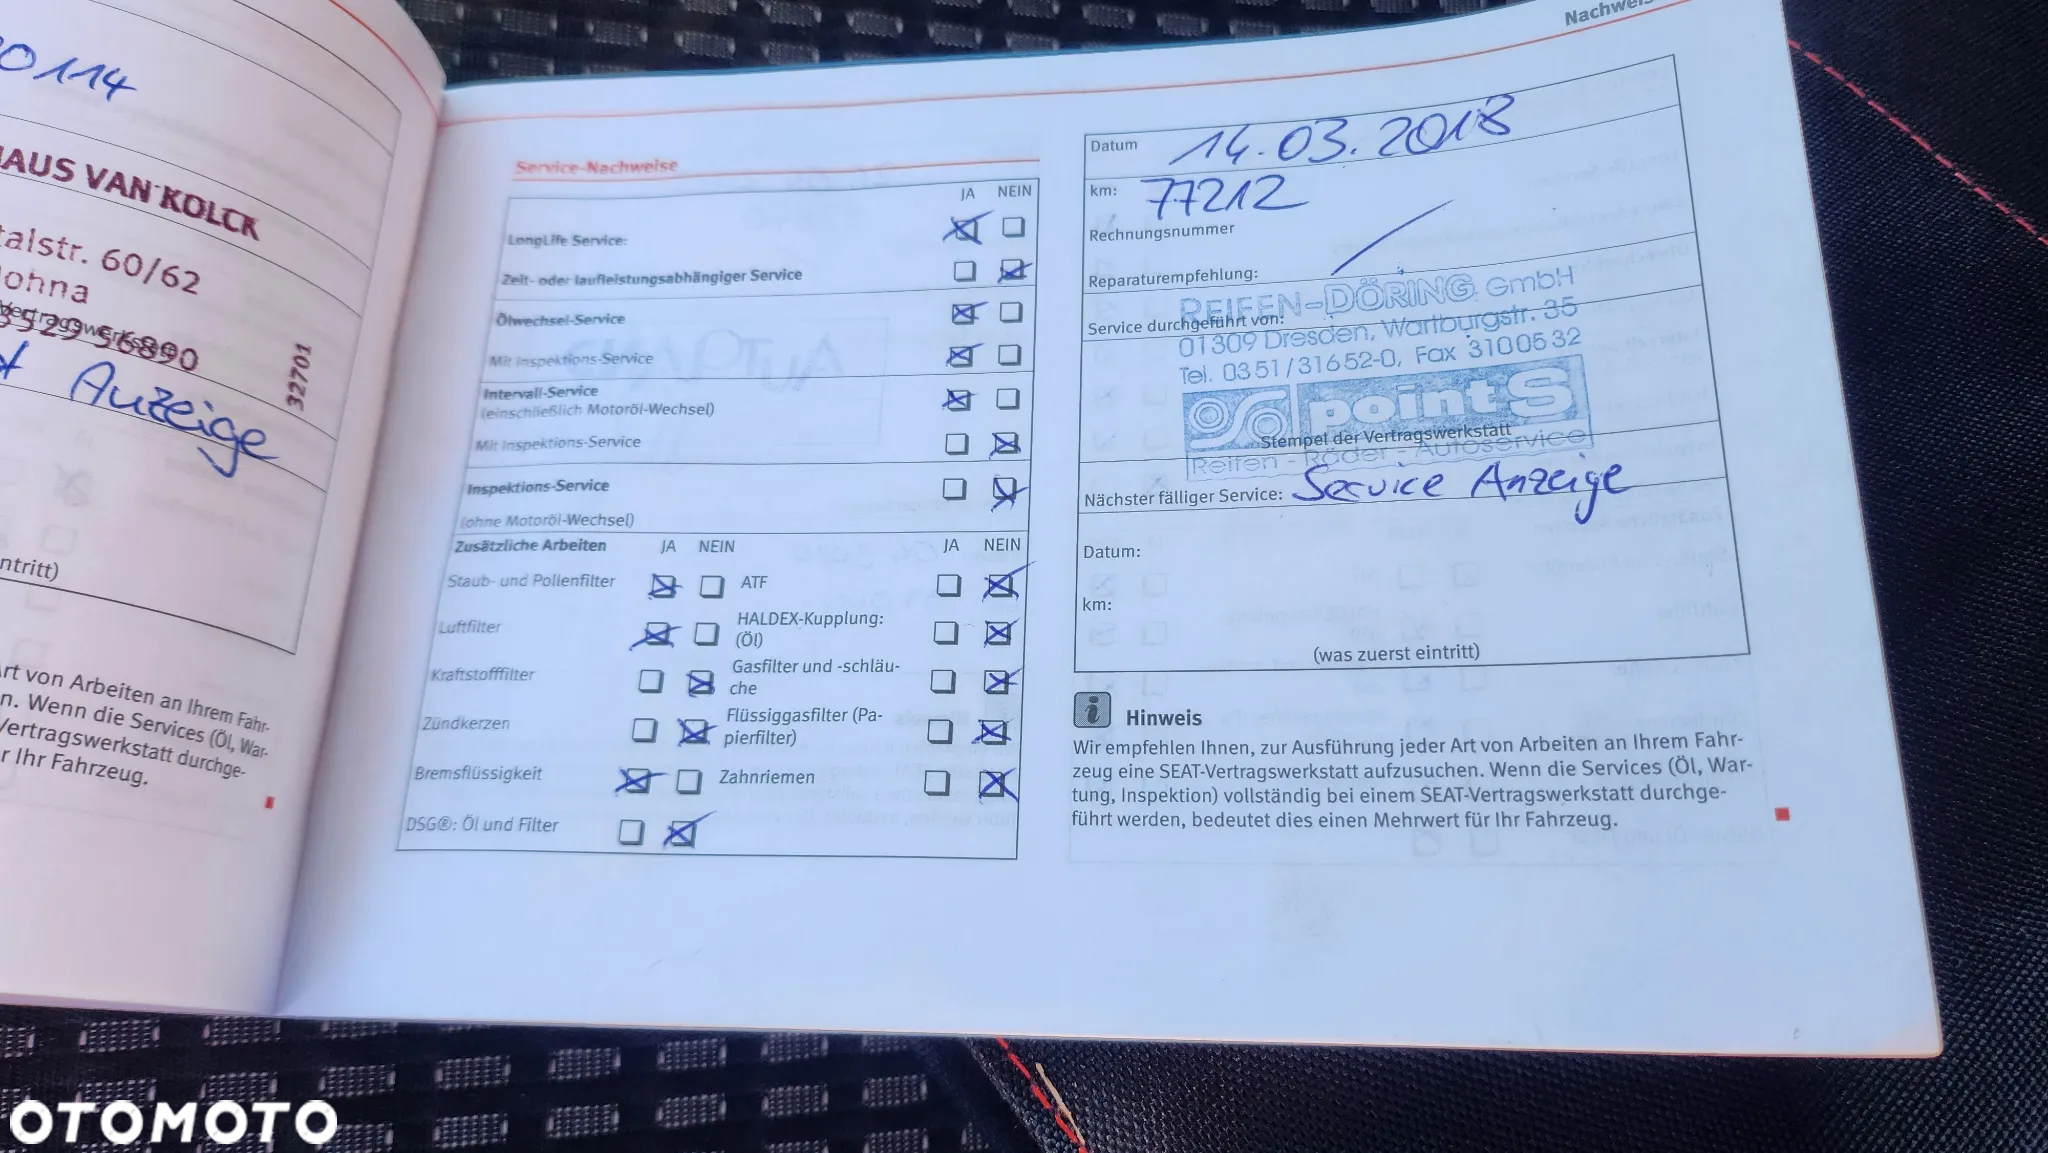 0114
HAUS VAN KOLCK
talstr. 60/62
ohna
Vertragswerkstatt
3529 56890
32701
Anzeige
ntritt)
Art von Arbeiten an Ihrem Fahr-
n. Wenn die Services (Öl, War-
Vertragswerkstatt durchge-
r Ihr Fahrzeug.
Service-Nachweise
JA NEIN
LongLife Service:
Zeit- oder laufleistungsabhängiger Service
Ölwechsel-Service
Mit Inspektions-Service
Intervall-Service
(einschließlich Motoröl-Wechsel)
Mit Inspektions-Service
Inspektions-Service
(ohne Motoröl-Wechsel)
Zusätzliche Arbeiten JA NEIN JA NEIN
Staub- und Pollenfilter ATF
Luftfilter HALDEX-Kupplung:
(Öl)
Kraftstofffilter Gasfilter und -schläu-
che
Zündkerzen Flüssiggasfilter (Pa-
pierfilter)
Bremsflüssigkeit Zahnriemen
DSG®: Öl und Filter
Datum 14.03.2018
km: 77212
Rechnungsnummer
Reparaturempfehlung:
REIFEN-DÖRING GmbH
Service durchgeführt von:
01309 Dresden, Wartburgstr. 35
Tel. 0351/31652-0, Fax 3100532
point S
Stempel der Vertragswerkstatt
Reifen - Räder - Autoservice
Nächster fälliger Service: Service Anzeige
Datum:
km:
(was zuerst eintritt)
i Hinweis
Wir empfehlen Ihnen, zur Ausführung jeder Art von Arbeiten an Ihrem Fahr-
zeug eine SEAT-Vertragswerkstatt aufzusuchen. Wenn die Services (Öl, War-
tung, Inspektion) vollständig bei einem SEAT-Vertragswerkstatt durchge-
führt werden, bedeutet dies einen Mehrwert für Ihr Fahrzeug.
OTOMOTO